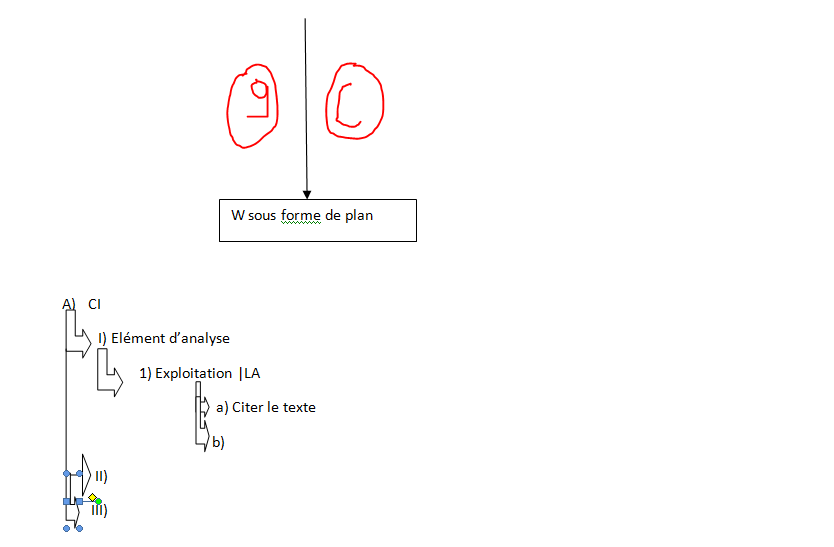 9 C
W sous forme de plan
A) CI
I) Elément d'analyse
1) Exploitation |LA
a) Citer le texte
b)
II)
III)